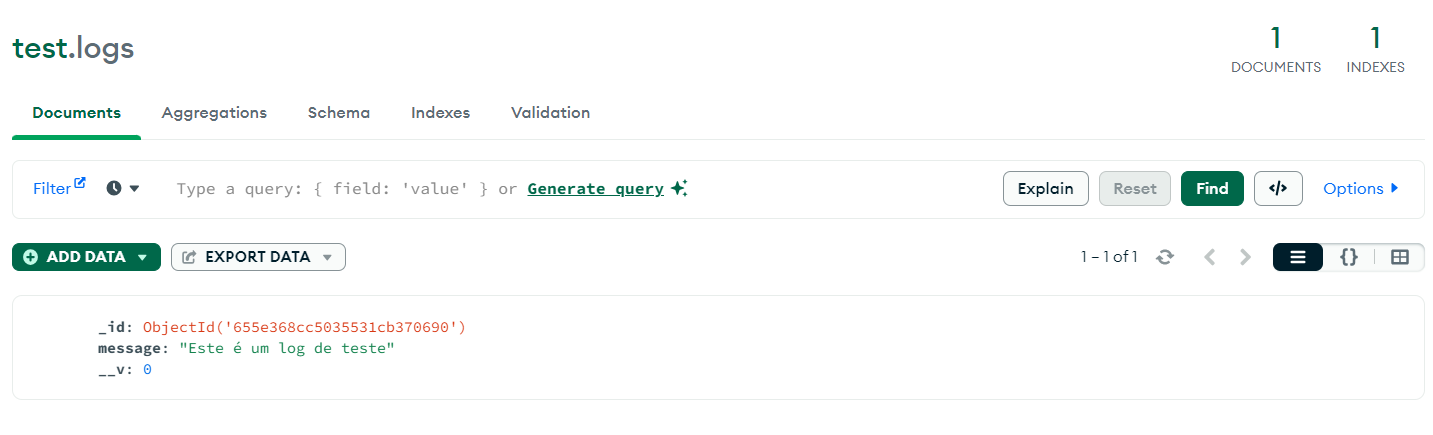 test.logs
1 1
DOCUMENTS INDEXES
Documents Aggregations Schema Indexes Validation
Filter Type a query: { field: 'value' } or Generate query Explain Reset Find </> Options
ADD DATA EXPORT DATA 1 – 1 of 1 {}
_id: ObjectId('655e368cc5035531cb370690')
message: "Este é um log de teste"
__v: 0